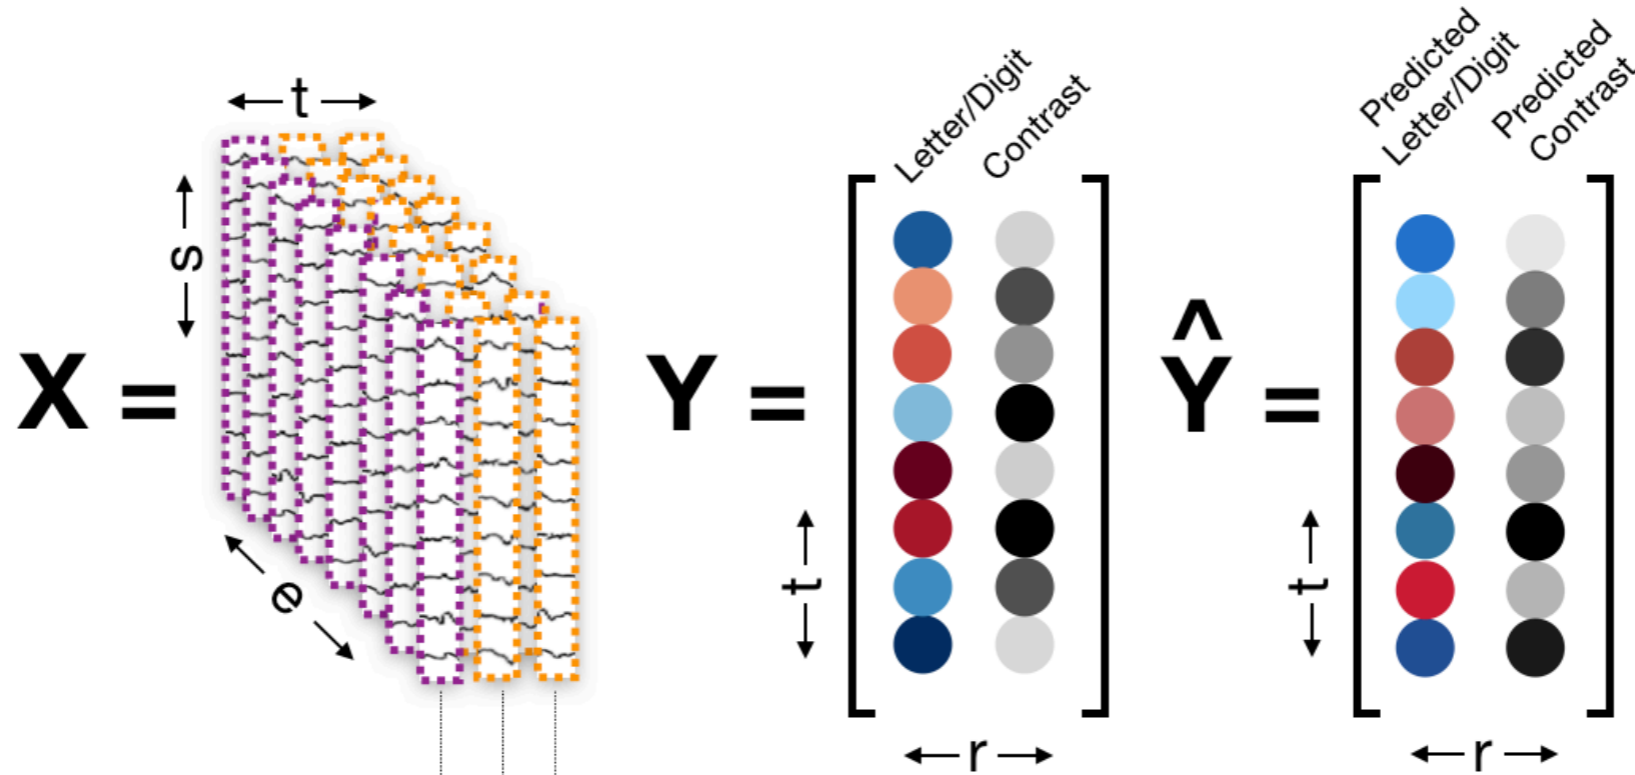 t
s
e
X =
Y =
Letter/Digit
Contrast
t
r
Ŷ =
Predicted
Letter/Digit
Predicted
Contrast
t
r